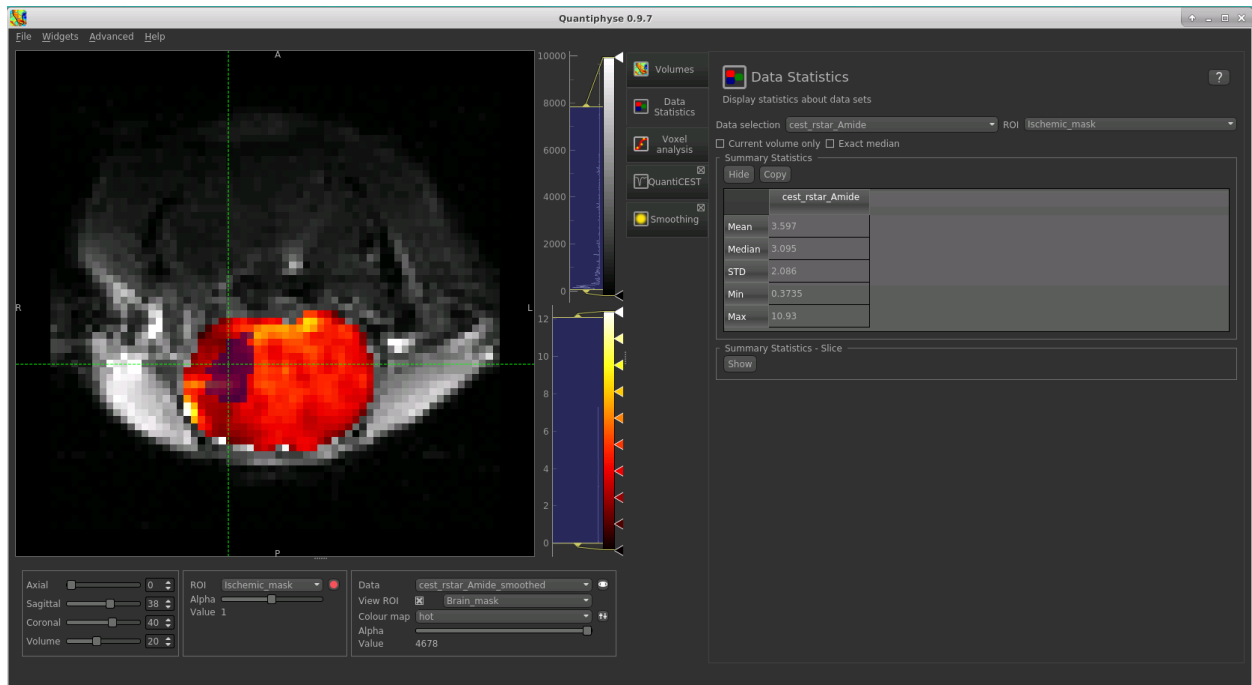 Quantiphyse 0.9.7
File Widgets Advanced Help
A
R
L
P
10000
8000
6000
4000
2000
0
12
10
8
6
4
2
0
Volumes
Data
Statistics
Voxel
analysis
QuantiCEST
Smoothing
Data Statistics
?
Display statistics about data sets
Data selection cest_rstar_Amide ROI Ischemic_mask
Current volume only Exact median
Summary Statistics
Hide Copy
cest_rstar_Amide
Mean 3.597
Median 3.095
STD 2.086
Min 0.3735
Max 10.93
Summary Statistics - Slice
Show
Axial 0
Sagittal 38
Coronal 40
Volume 20
ROI Ischemic_mask
Alpha
Value 1
Data cest_rstar_Amide_smoothed
View ROI Brain_mask
Colour map hot
Alpha
Value 4678